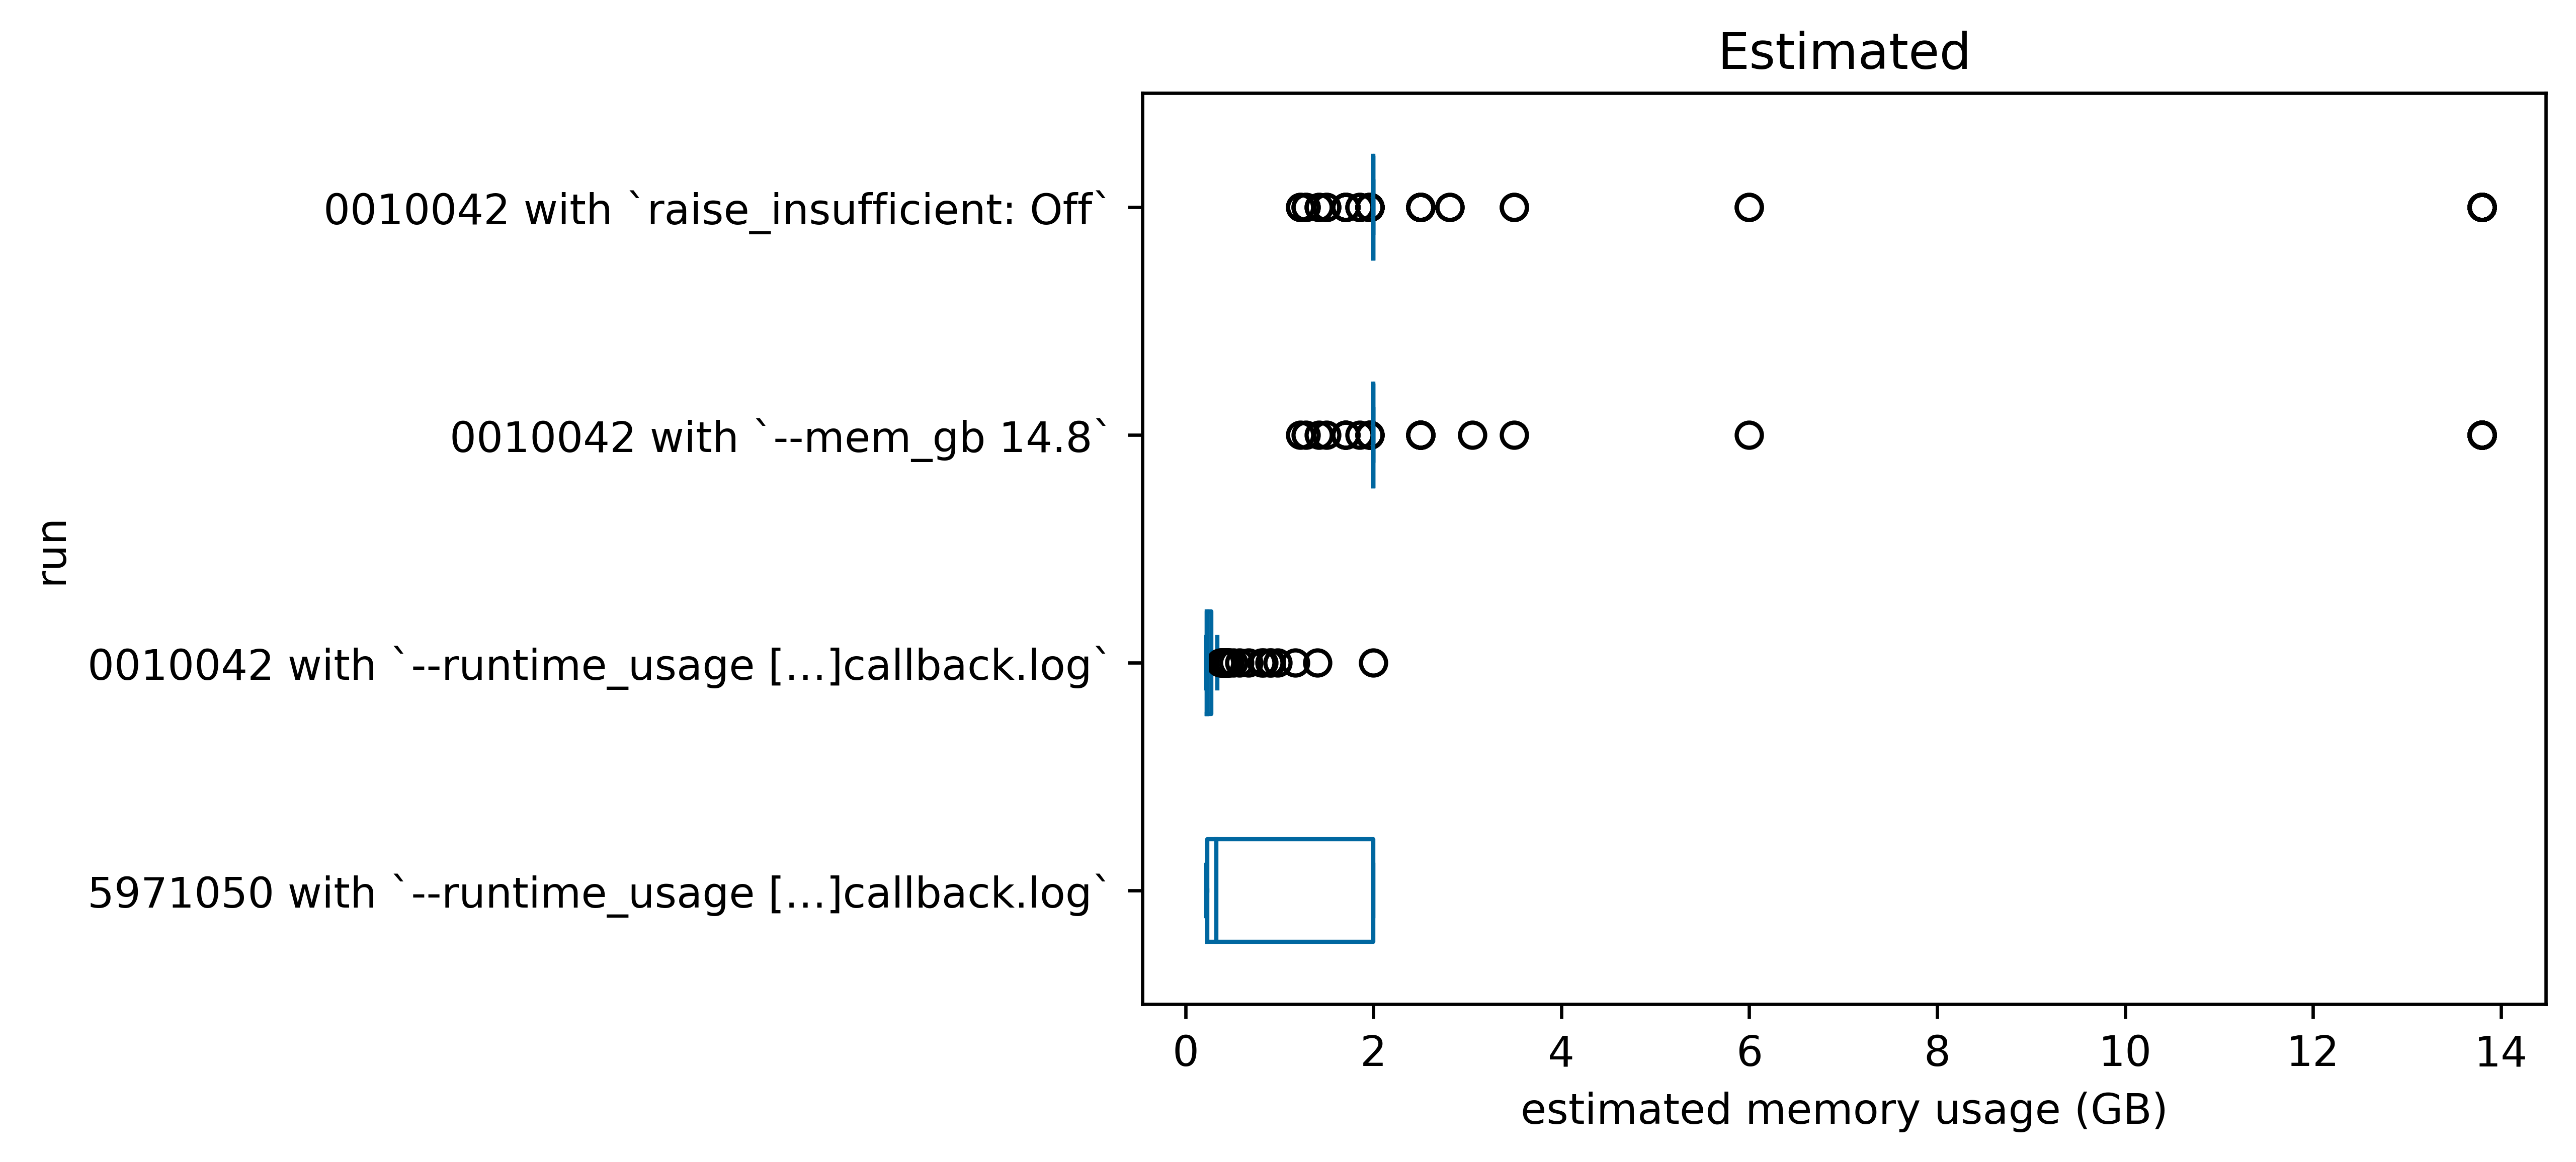 Estimated
0010042 with `raise_insufficient: Off`
0010042 with `--mem_gb 14.8`
0010042 with `--runtime_usage [...]callback.log`
5971050 with `--runtime_usage [...]callback.log`
run
0 2 4 6 8 10 12 14
estimated memory usage (GB)